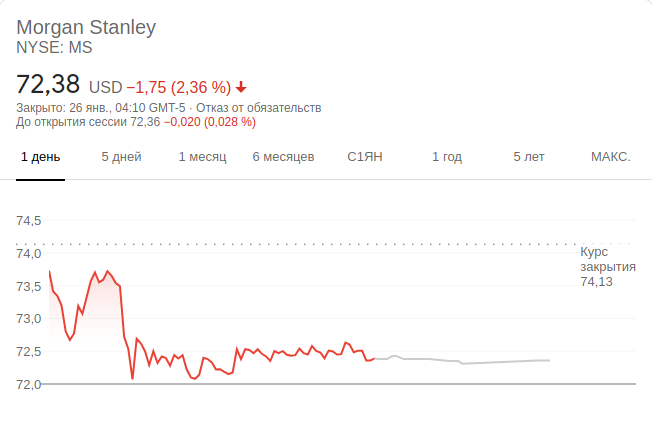 Morgan Stanley
NYSE: MS
72,38 USD −1,75 (2,36 %)
Закрыто: 26 янв., 04:10 GMT-5 · Отказ от обязательств
До открытия сессии 72,36 −0,020 (0,028 %)
1 день 5 дней 1 месяц 6 месяцев С1ЯН 1 год 5 лет МАКС.
74,5
74,0
73,5
73,0
72,5
72,0
Курс
закрытия
74,13